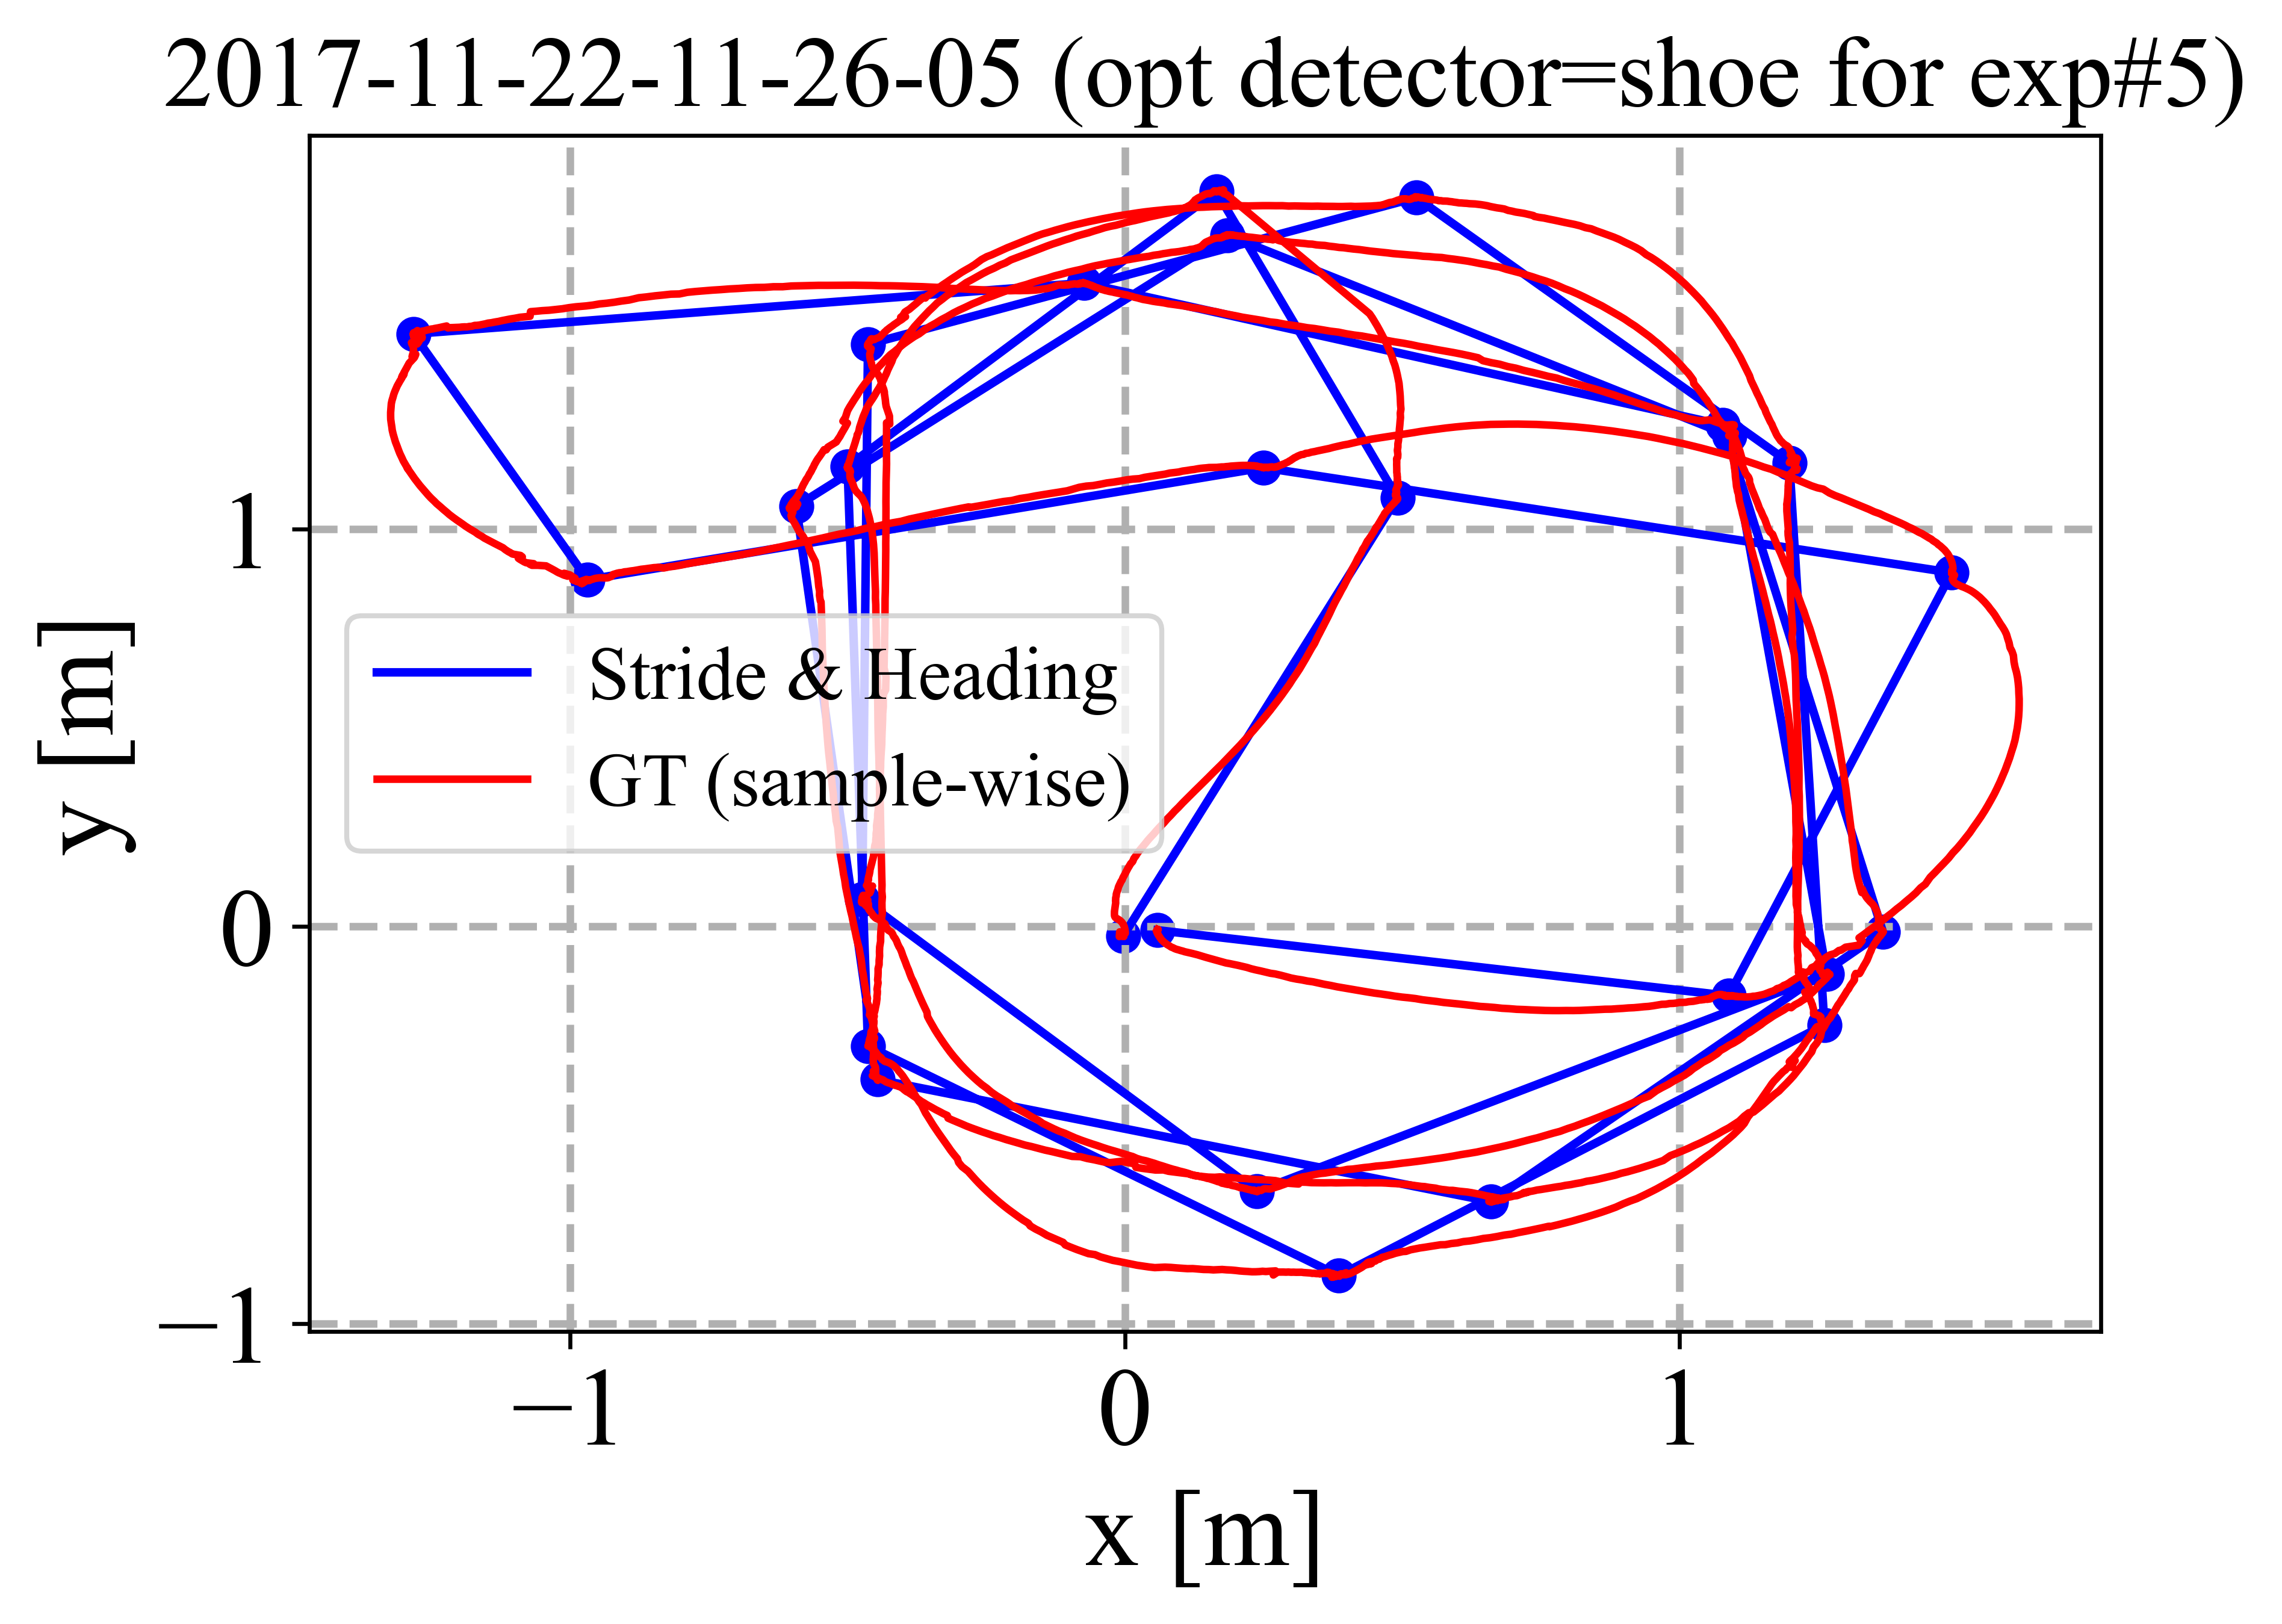 2017-11-22-11-26-05 (opt detector=shoe for exp#5)
y [m]
1
0
−1
Stride & Heading
GT (sample-wise)
−1
0
1
x [m]